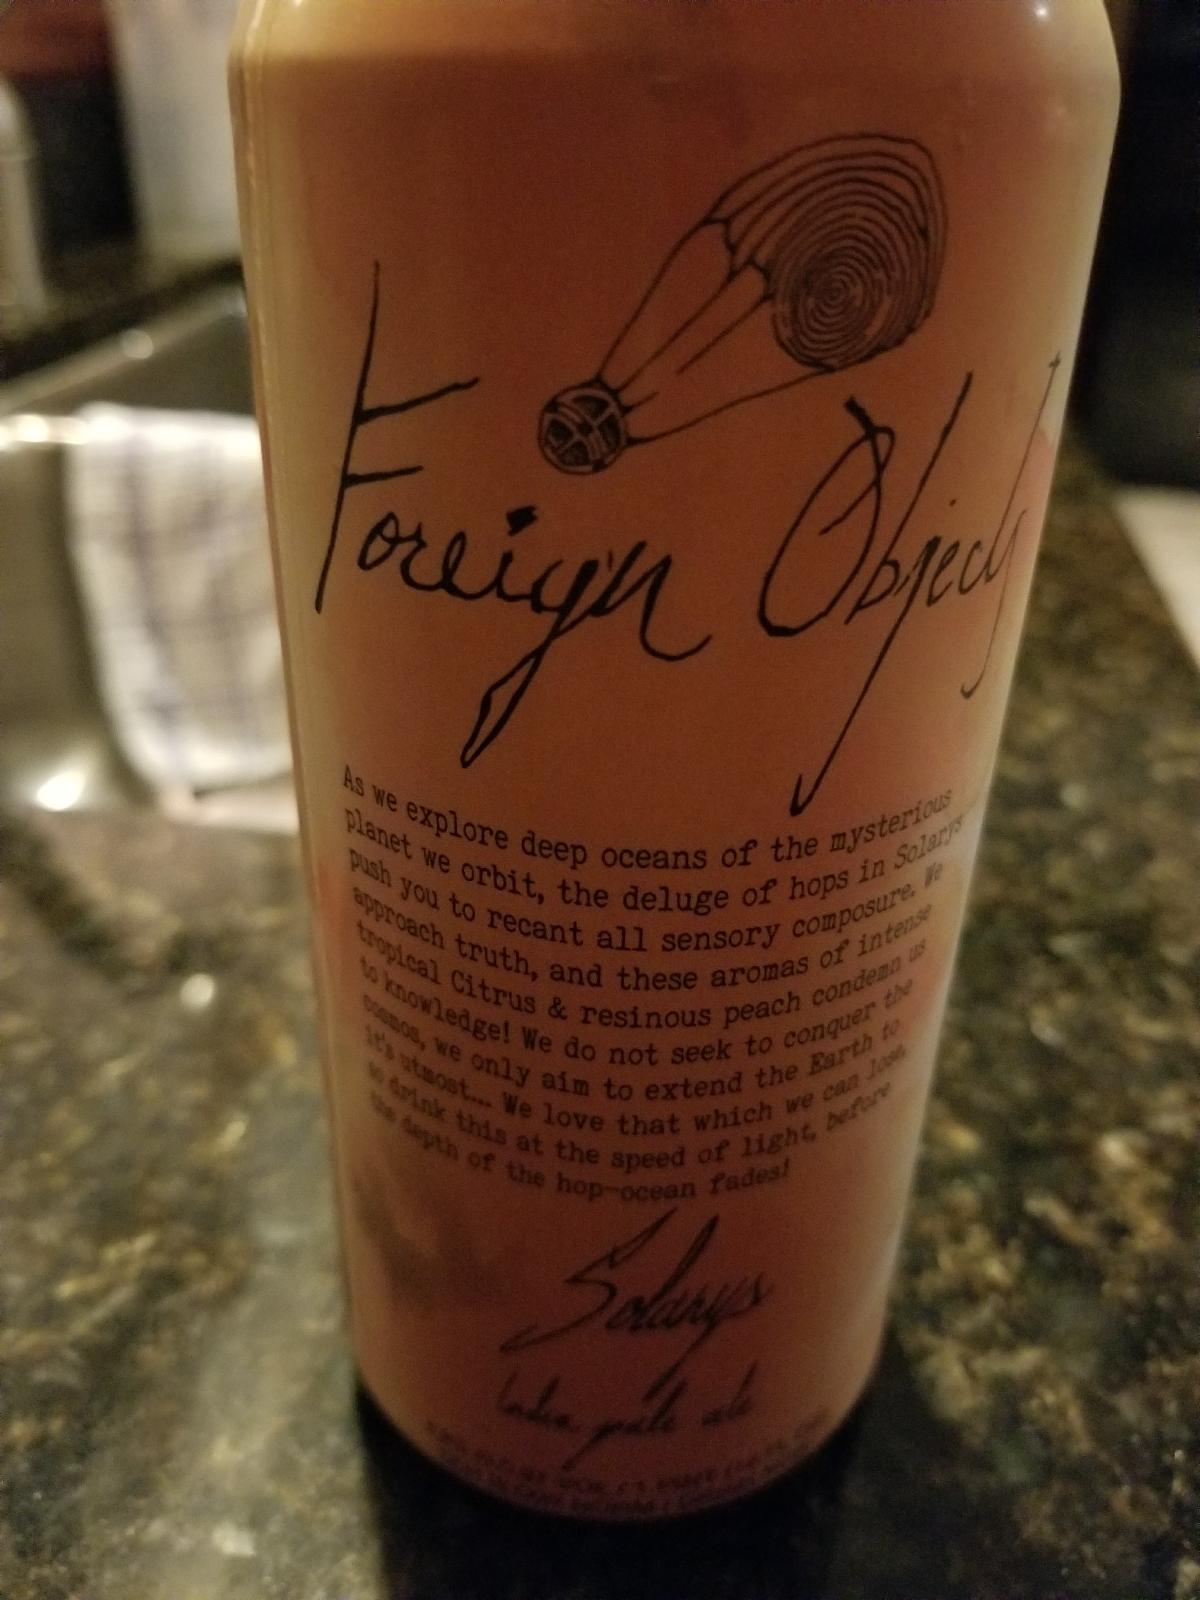 Foreign Objects
As we explore deep oceans of the mysterious
planet we orbit, the deluge of hops in Solarys
push you to recant all sensory composure. We
approach truth, and these aromas of intense
tropical Citrus & resinous peach condemn us
to knowledge! We do not seek to conquer the
cosmos, we only aim to extend the Earth to
it's utmost... We love that which we can lose,
so drink this at the speed of light, before
the depth of the hop-ocean fades!
Solarys
India pale ale